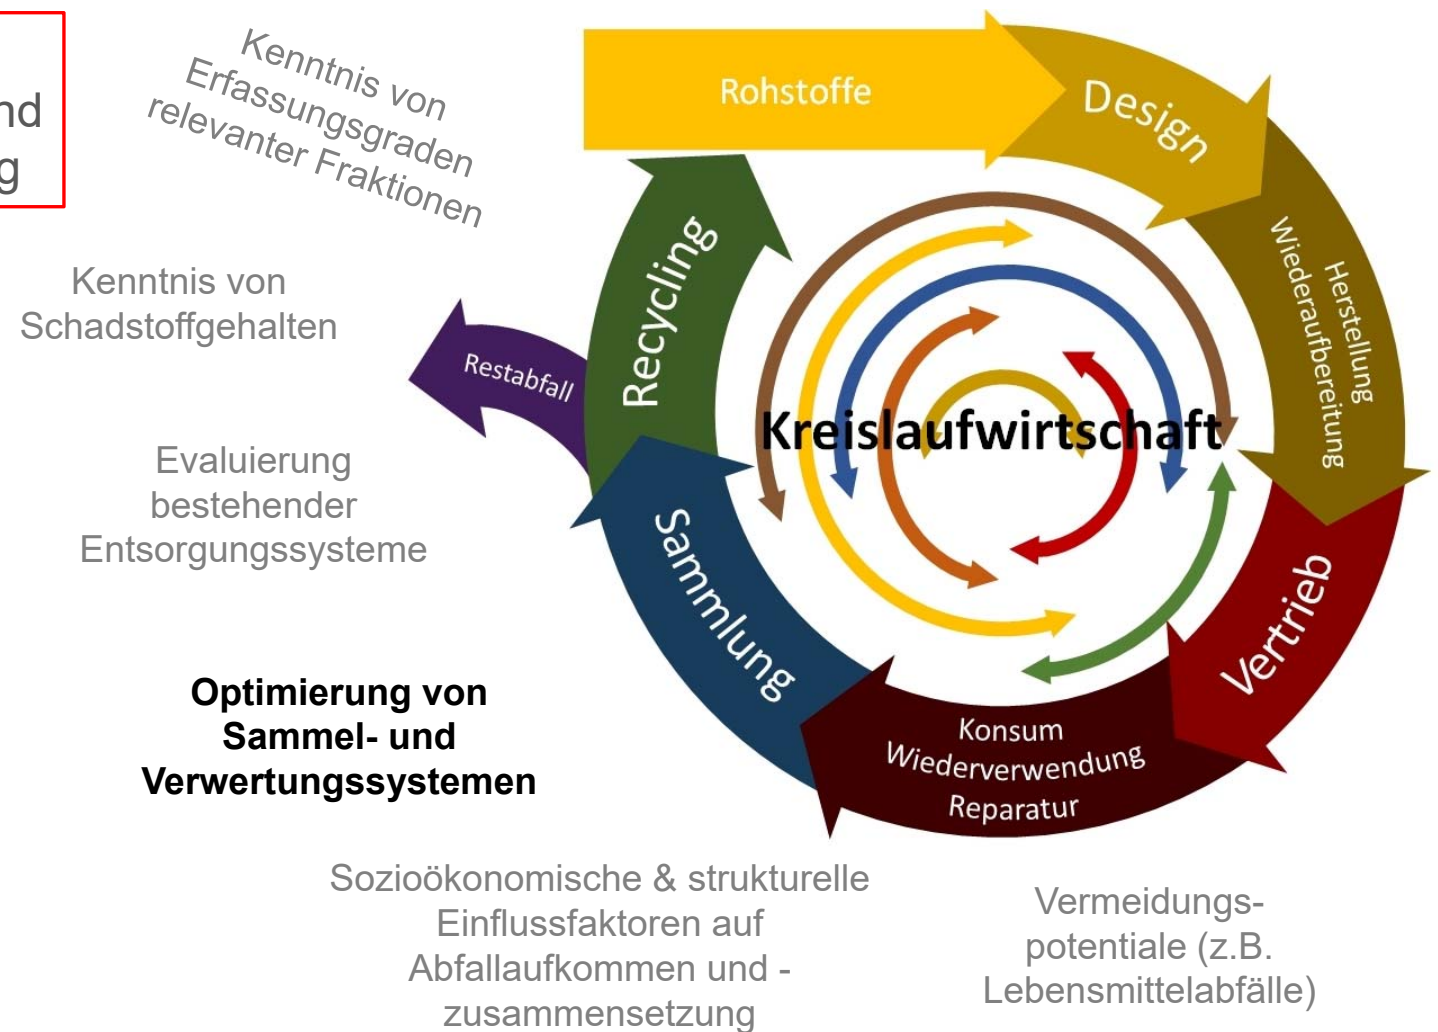 nd
g
Kenntnis von
Erfassungsgraden
relevanter Fraktionen
Rohstoffe
Design
Herstellung
Wiederaufbereitung
Vertrieb
Konsum
Wiederverwendung
Reparatur
Sammlung
Recycling
Restabfall
Kreislaufwirtschaft
Kenntnis von
Schadstoffgehalten
Evaluierung
bestehender
Entsorgungssysteme
Optimierung von
Sammel- und
Verwertungssystemen
Sozioökonomische & strukturelle
Einflussfaktoren auf
Abfallaufkommen und -
zusammensetzung
Vermeidungs-
potentiale (z.B.
Lebensmittelabfälle)